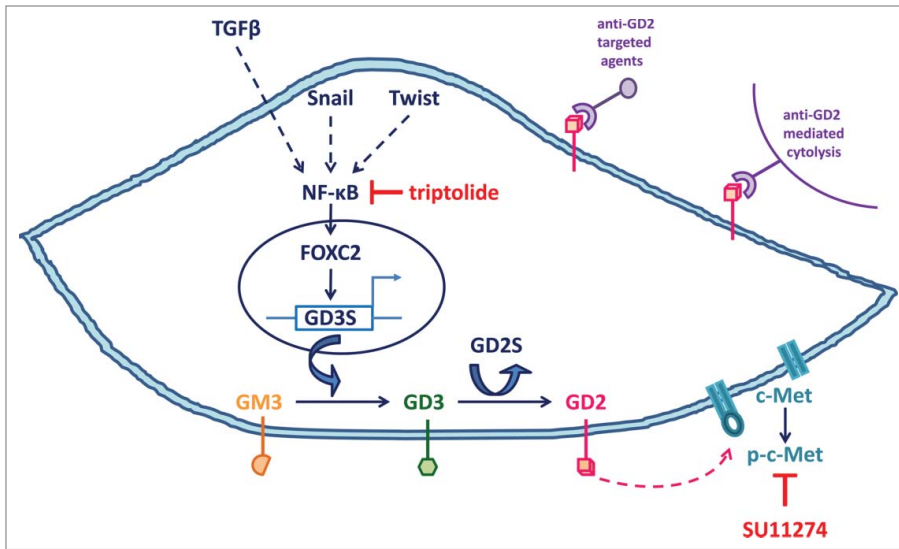 TGFβ
anti-GD2
targeted
agents
Snail Twist
anti-GD2
mediated
cytolysis
NF-κB
triptolide
FOXC2
GD3S
GD2S
GM3
GD3
GD2
c-Met
p-c-Met
SU11274